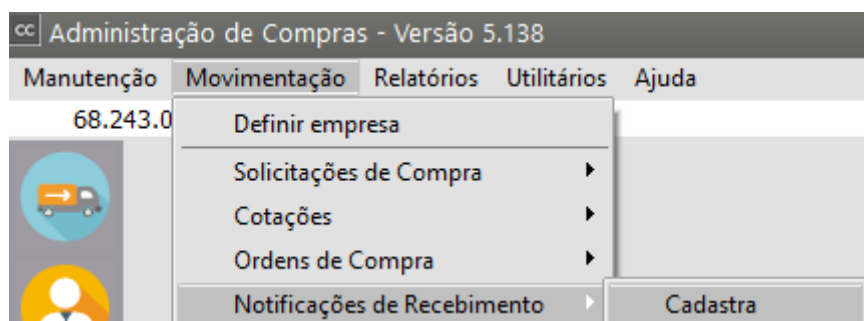 cc Administração de Compras - Versão 5.138
Manutenção Movimentação Relatórios Utilitários Ajuda
68.243.0
Definir empresa
Solicitações de Compra
Cotações
Ordens de Compra
Notificações de Recebimento Cadastra